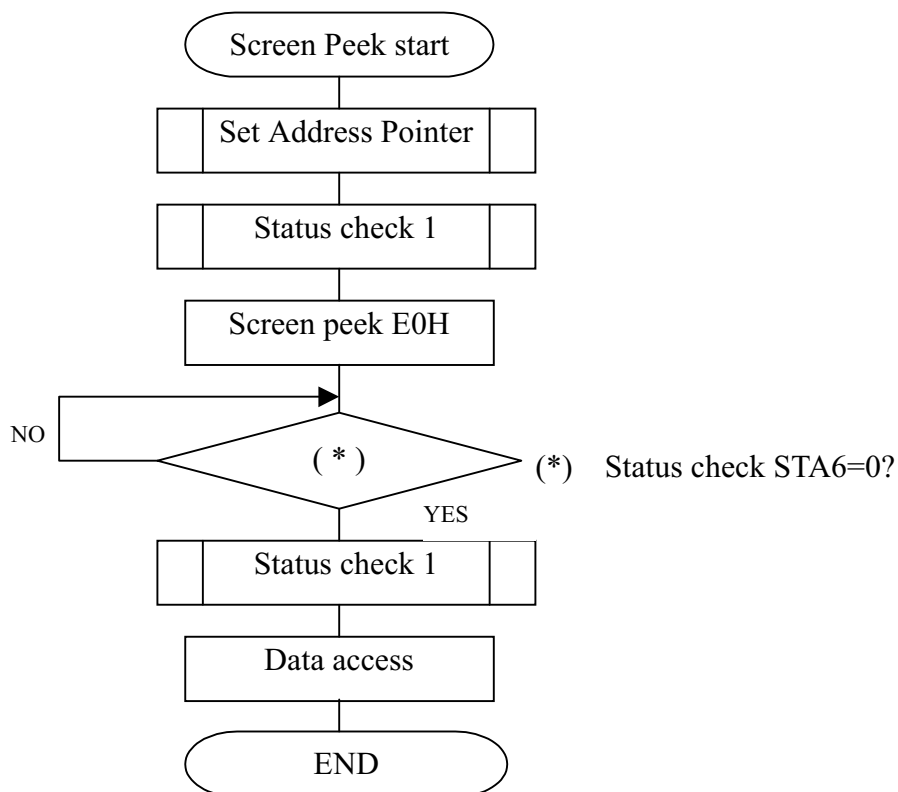 Screen Peek start
Set Address Pointer
Status check 1
Screen peek E0H
NO
( * )
(*) Status check STA6=0?
YES
Status check 1
Data access
END